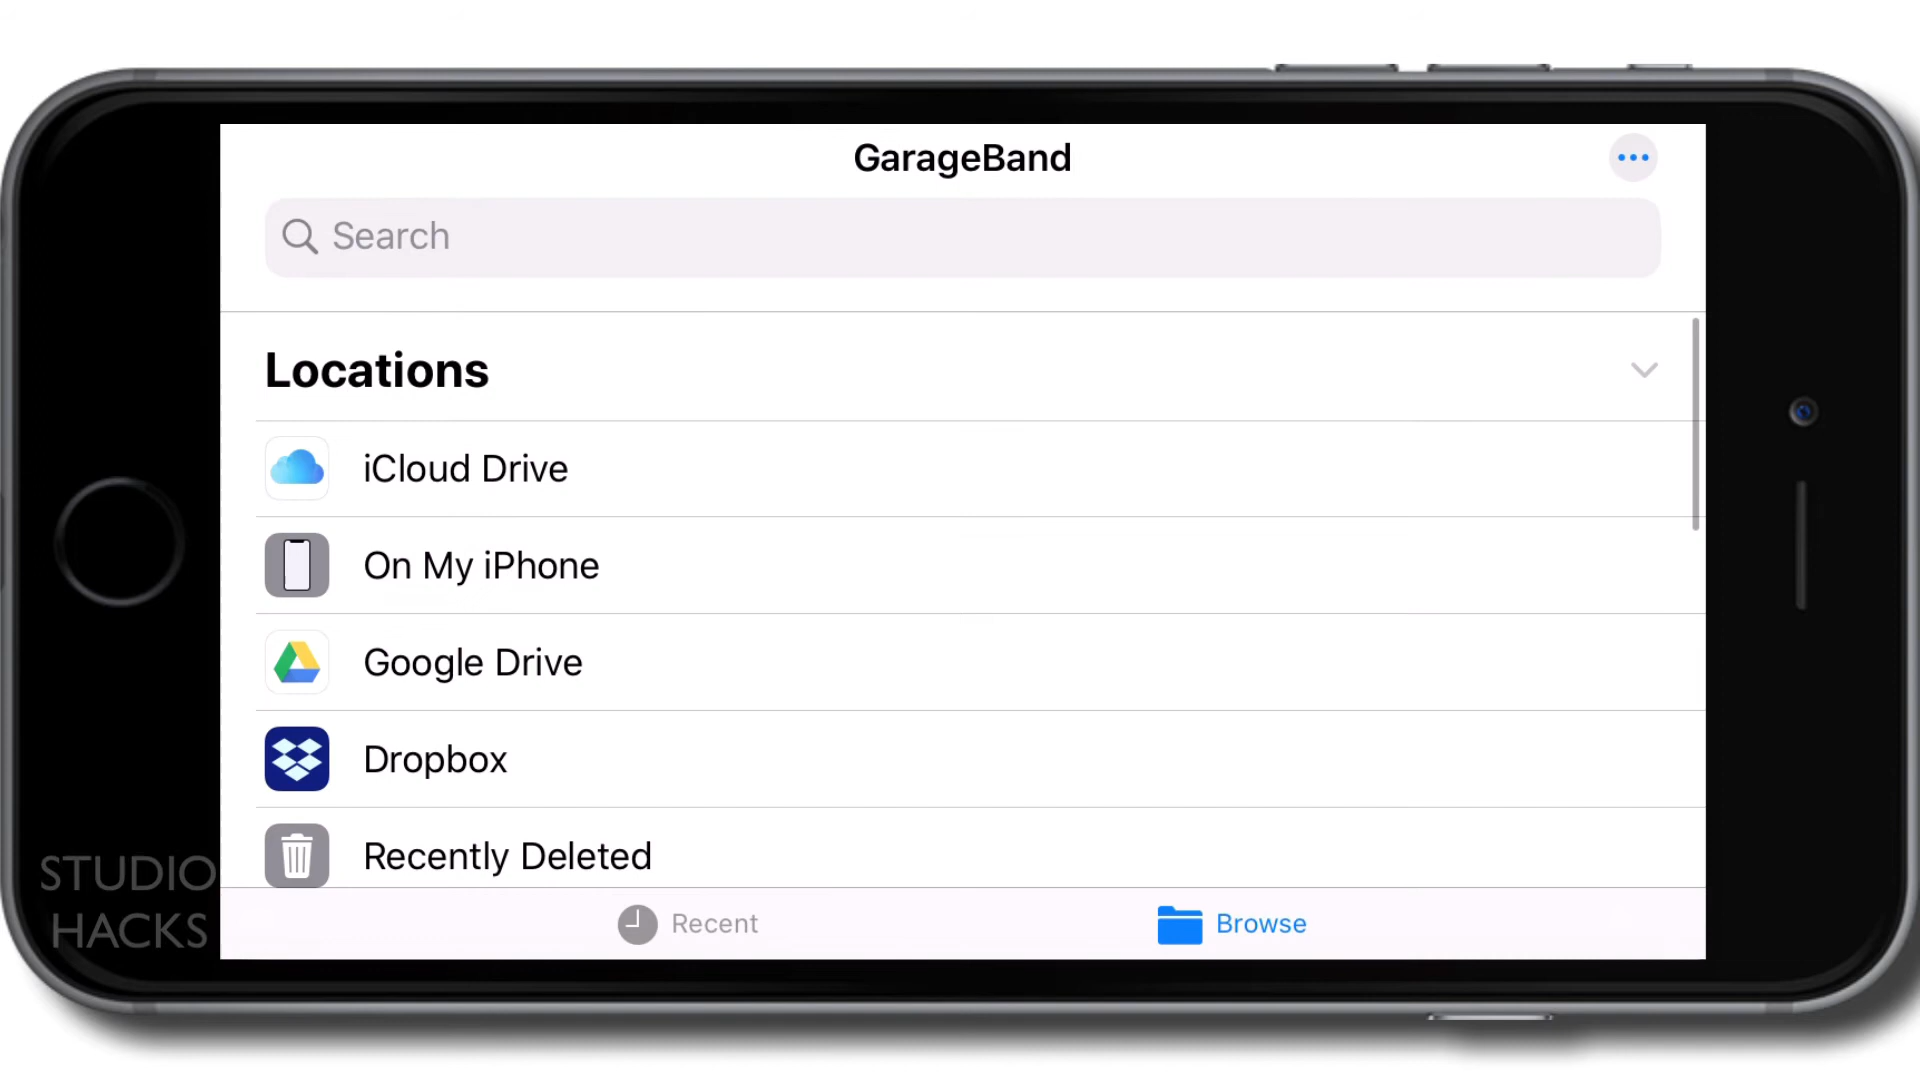 GarageBand
Search
Locations
iCloud Drive
On My iPhone
Google Drive
Dropbox
Recently Deleted
Recent
Browse
STUDIO
HACKS